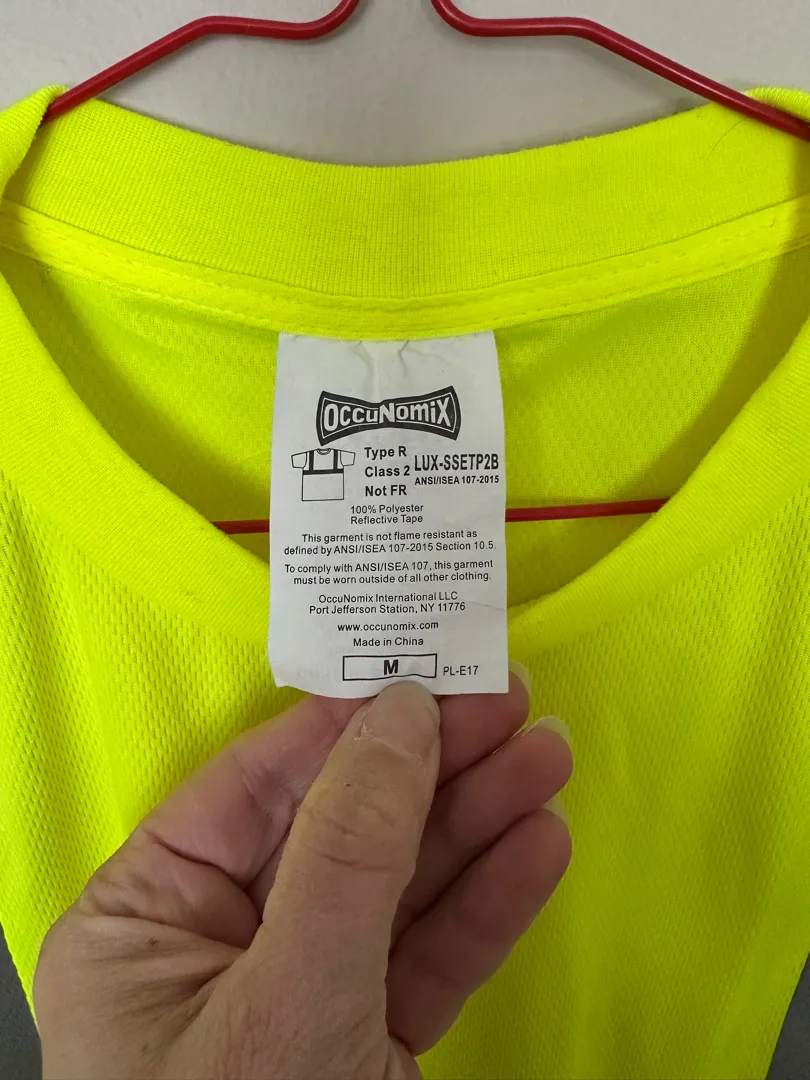 OccuNomiX
Type R
Class 2
Not FR
LUX-SSETP2B
ANSI/ISEA 107-2015
100% Polyester
Reflective Tape
This garment is not flame resistant as
defined by ANSI/ISEA 107-2015 Section 10.5.
To comply with ANSI/ISEA 107, this garment
must be worn outside of all other clothing.
OccuNomix International LLC
Port Jefferson Station, NY 11776
www.occunomix.com
Made in China
M
PL-E17